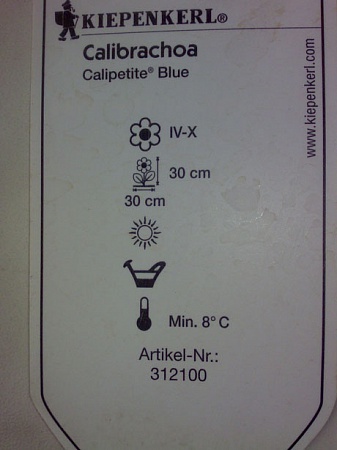 KIEPENKERL®
Calibrachoa
Calipetite® Blue
www.kiepenkerl.com
IV-X
30 cm
30 cm
Min. 8° C
Artikel-Nr.:
312100